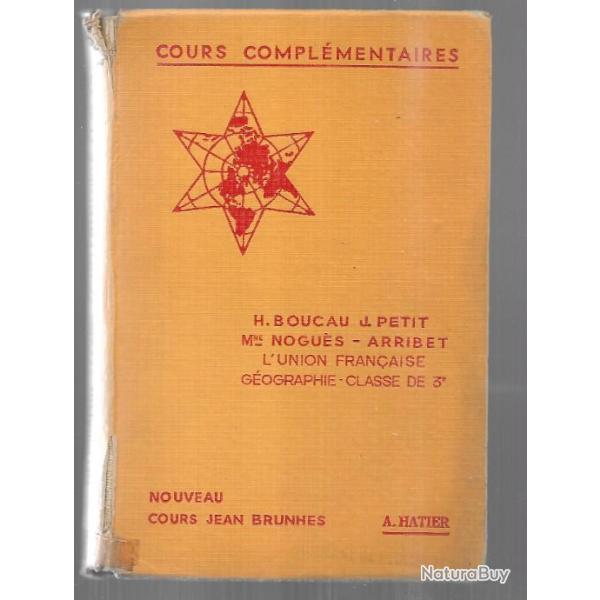 COURS COMPLÉMENTAIRES
H. BOUCAU J. PETIT
Mme NOGUÈS - ARRIBET
L'UNION FRANÇAISE
GÉOGRAPHIE - CLASSE DE 3e
NOUVEAU
COURS JEAN BRUNHES
A. HATIER
NaturaBuy